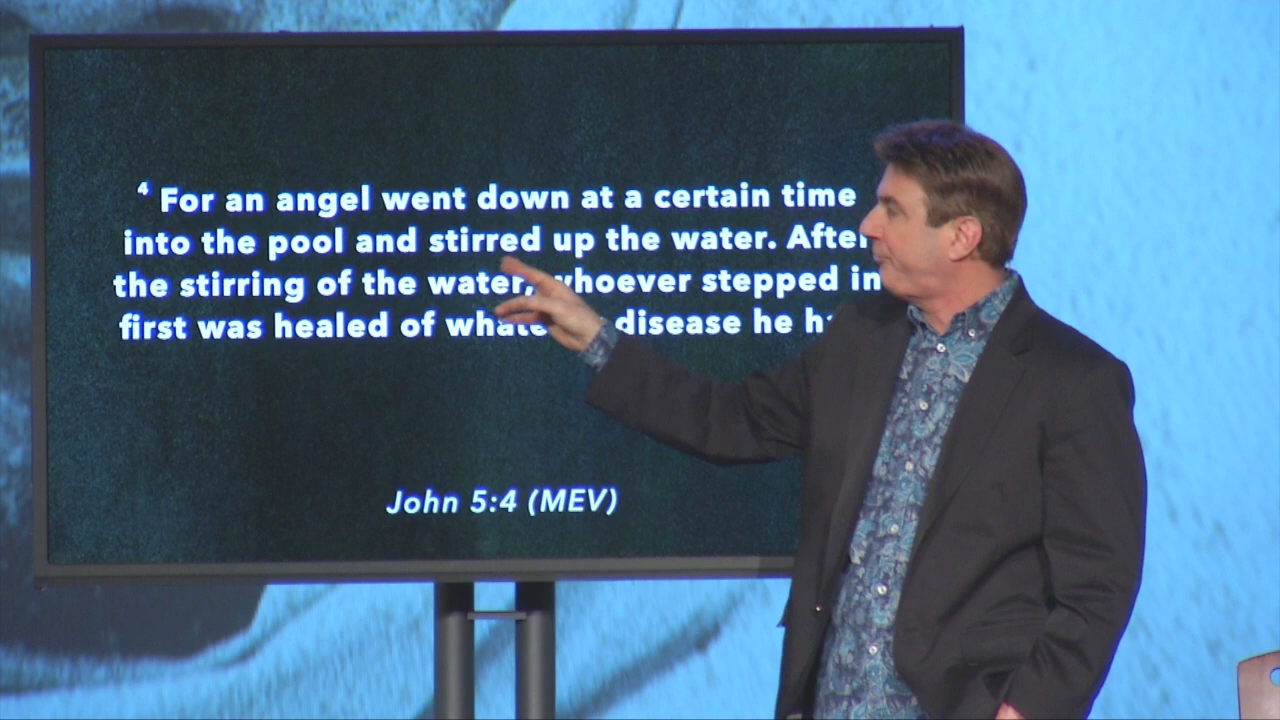 4 For an angel went down at a certain time
into the pool and stirred up the water. After
the stirring of the water, whoever stepped in
first was healed of disease he
John 5:4 (MEV)